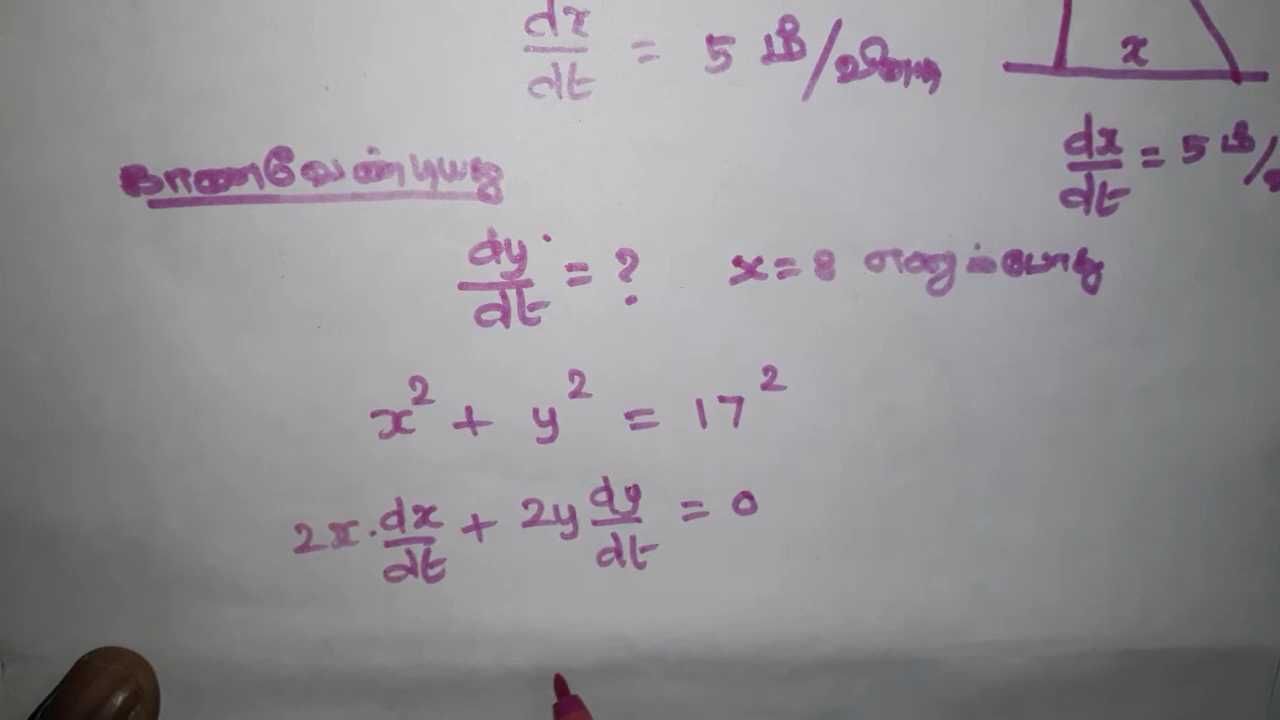 dx/dt = 5 மீ/வினாடி
x
dx/dt = 5 மீ/
காணவேண்டியது
dy/dt = ? x = 8 எனும்போது
x² + y² = 17²
2x · dx/dt + 2y dy/dt = 0